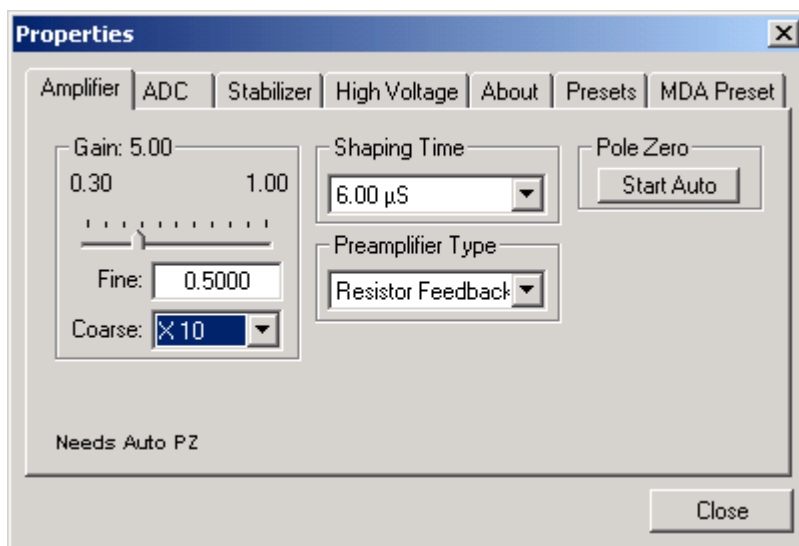 Properties
Amplifier ADC Stabilizer High Voltage About Presets MDA Preset
Gain: 5.00
0.30 1.00
Fine: 0.5000
Coarse: X 10
Shaping Time
6.00 µS
Preamplifier Type
Resistor Feedback
Pole Zero
Start Auto
Needs Auto PZ
Close